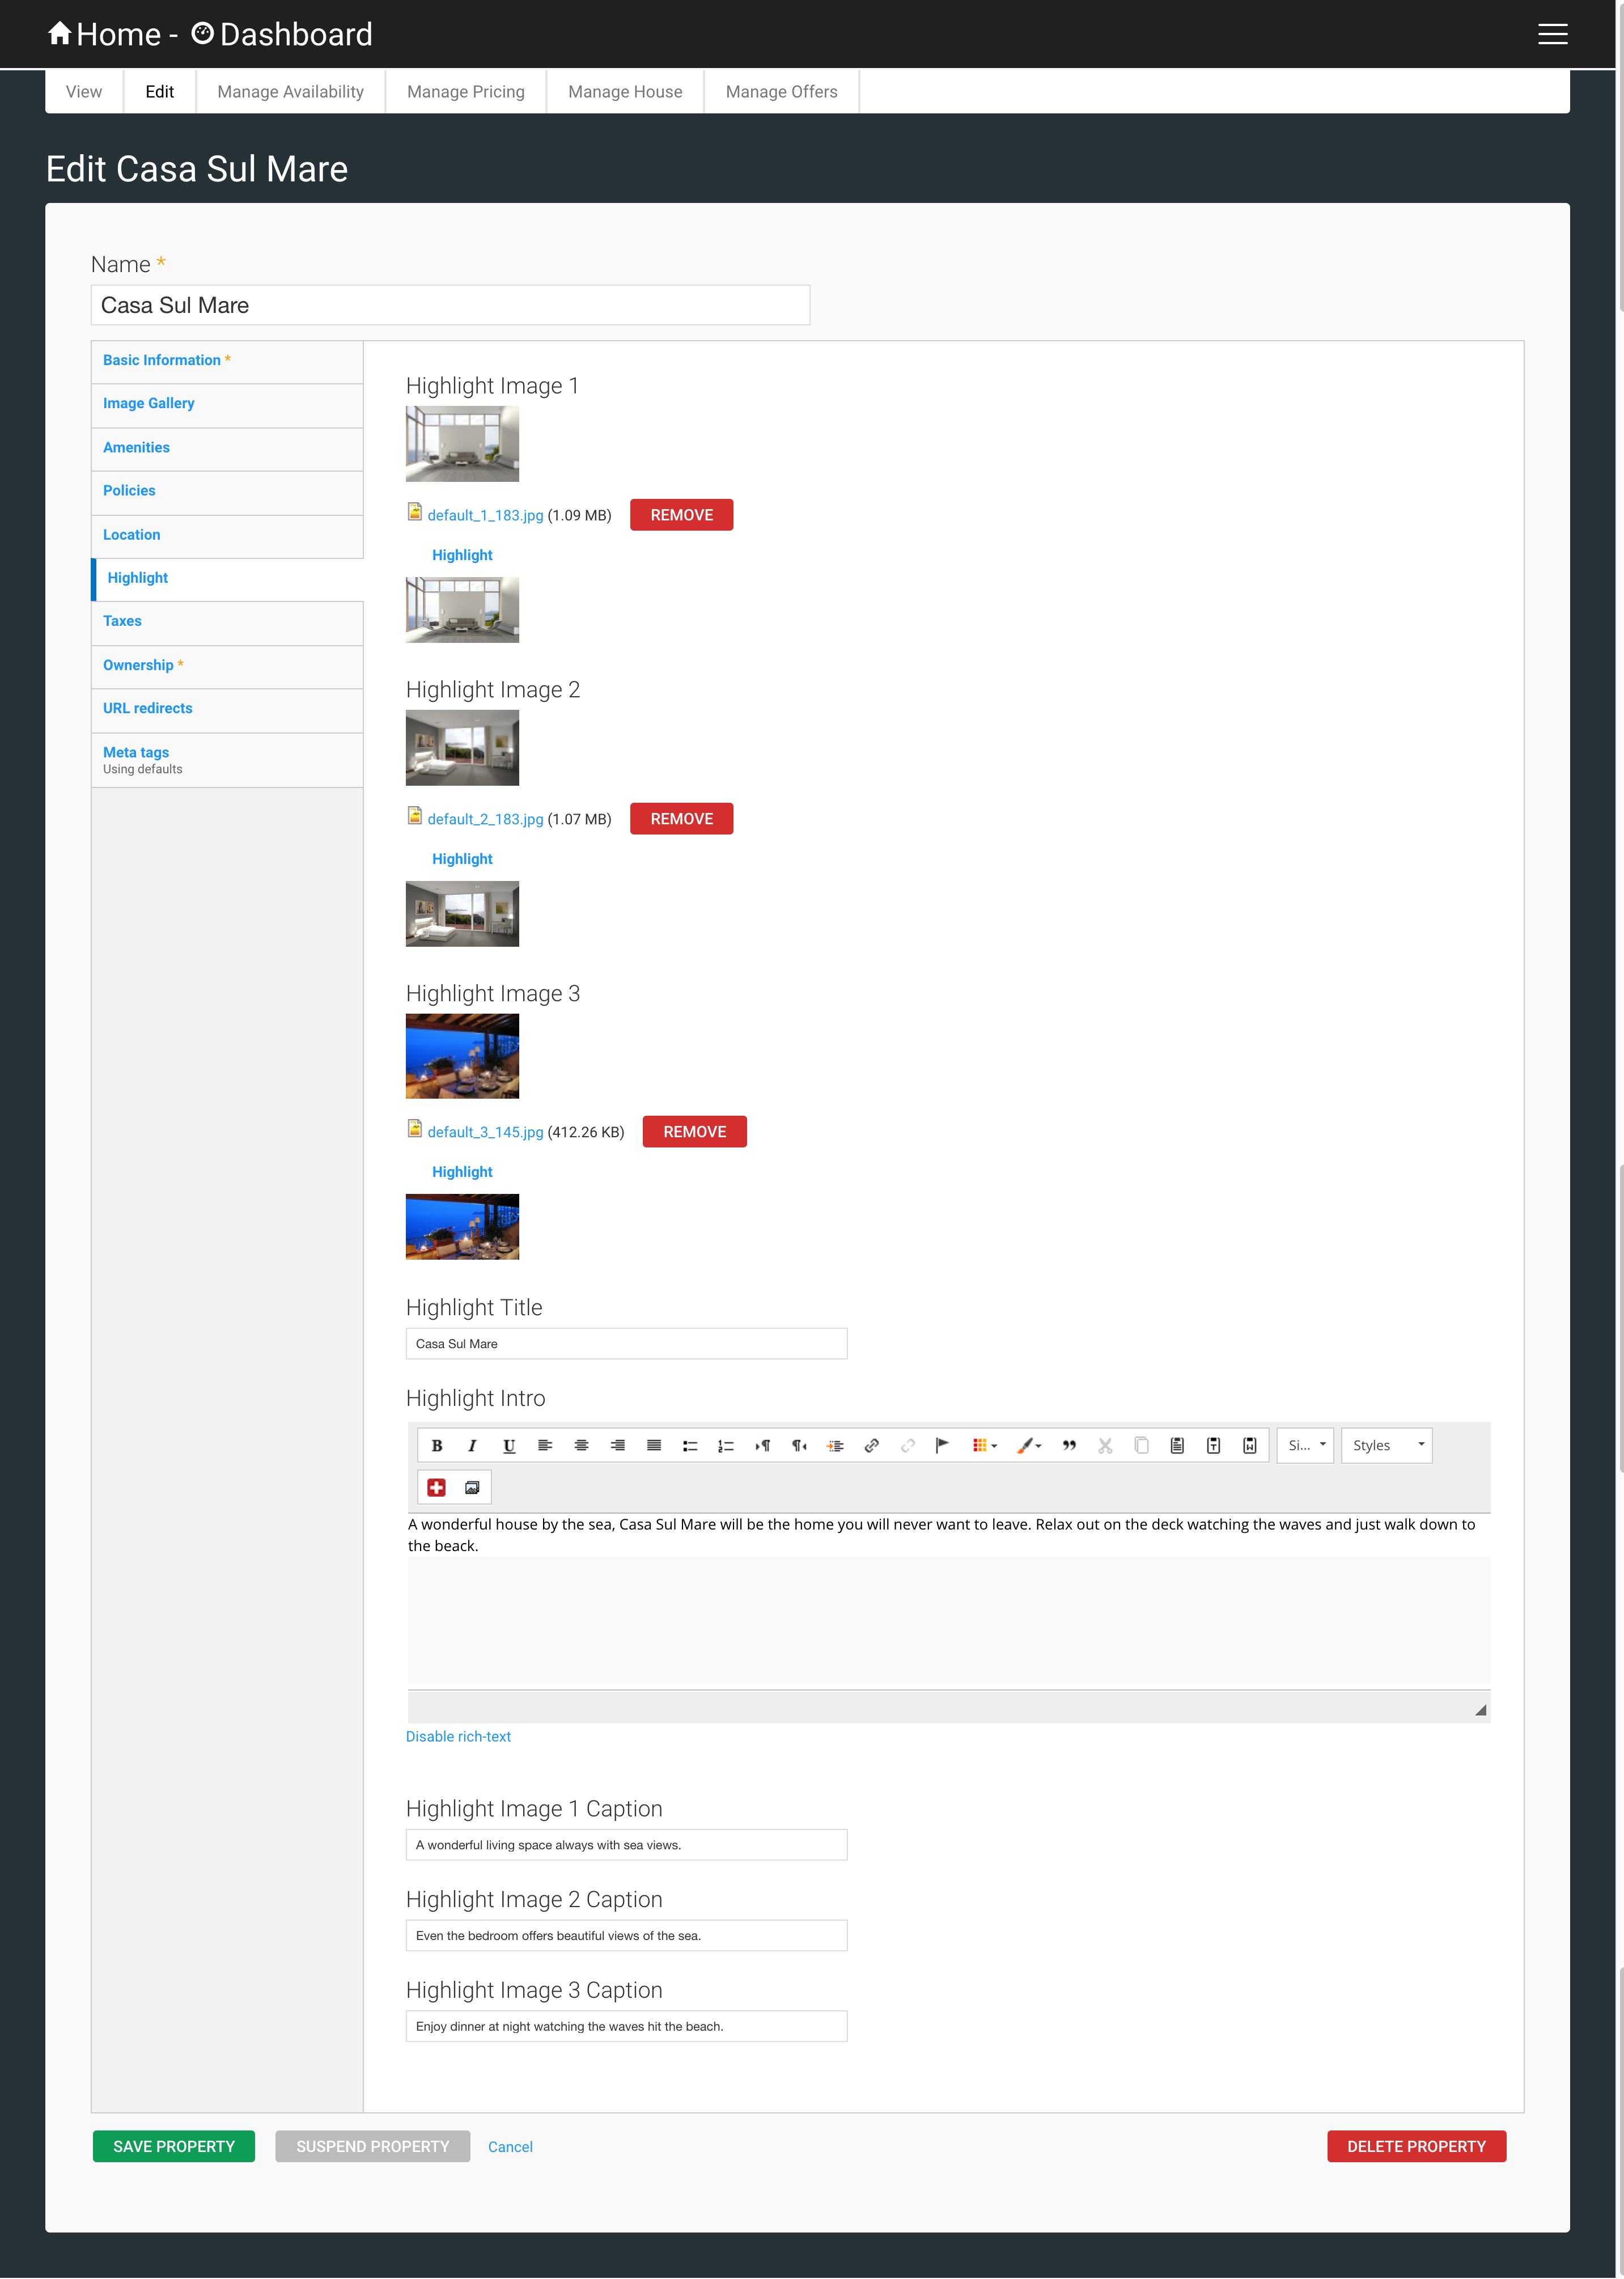 Home - Dashboard
View Edit Manage Availability Manage Pricing Manage House Manage Offers
Edit Casa Sul Mare
Name *
Casa Sul Mare
Basic Information *
Image Gallery
Amenities
Policies
Location
Highlight
Taxes
Ownership *
URL redirects
Meta tags
Using defaults
Highlight Image 1
default_1_183.jpg (1.09 MB) REMOVE
Highlight
Highlight Image 2
default_2_183.jpg (1.07 MB) REMOVE
Highlight
Highlight Image 3
default_3_145.jpg (412.26 KB) REMOVE
Highlight
Highlight Title
Casa Sul Mare
Highlight Intro
B I U Si... Styles
A wonderful house by the sea, Casa Sul Mare will be the home you will never want to leave. Relax out on the deck watching the waves and just walk down to
the beack.
Disable rich-text
Highlight Image 1 Caption
A wonderful living space always with sea views.
Highlight Image 2 Caption
Even the bedroom offers beautiful views of the sea.
Highlight Image 3 Caption
Enjoy dinner at night watching the waves hit the beach.
SAVE PROPERTY SUSPEND PROPERTY Cancel DELETE PROPERTY